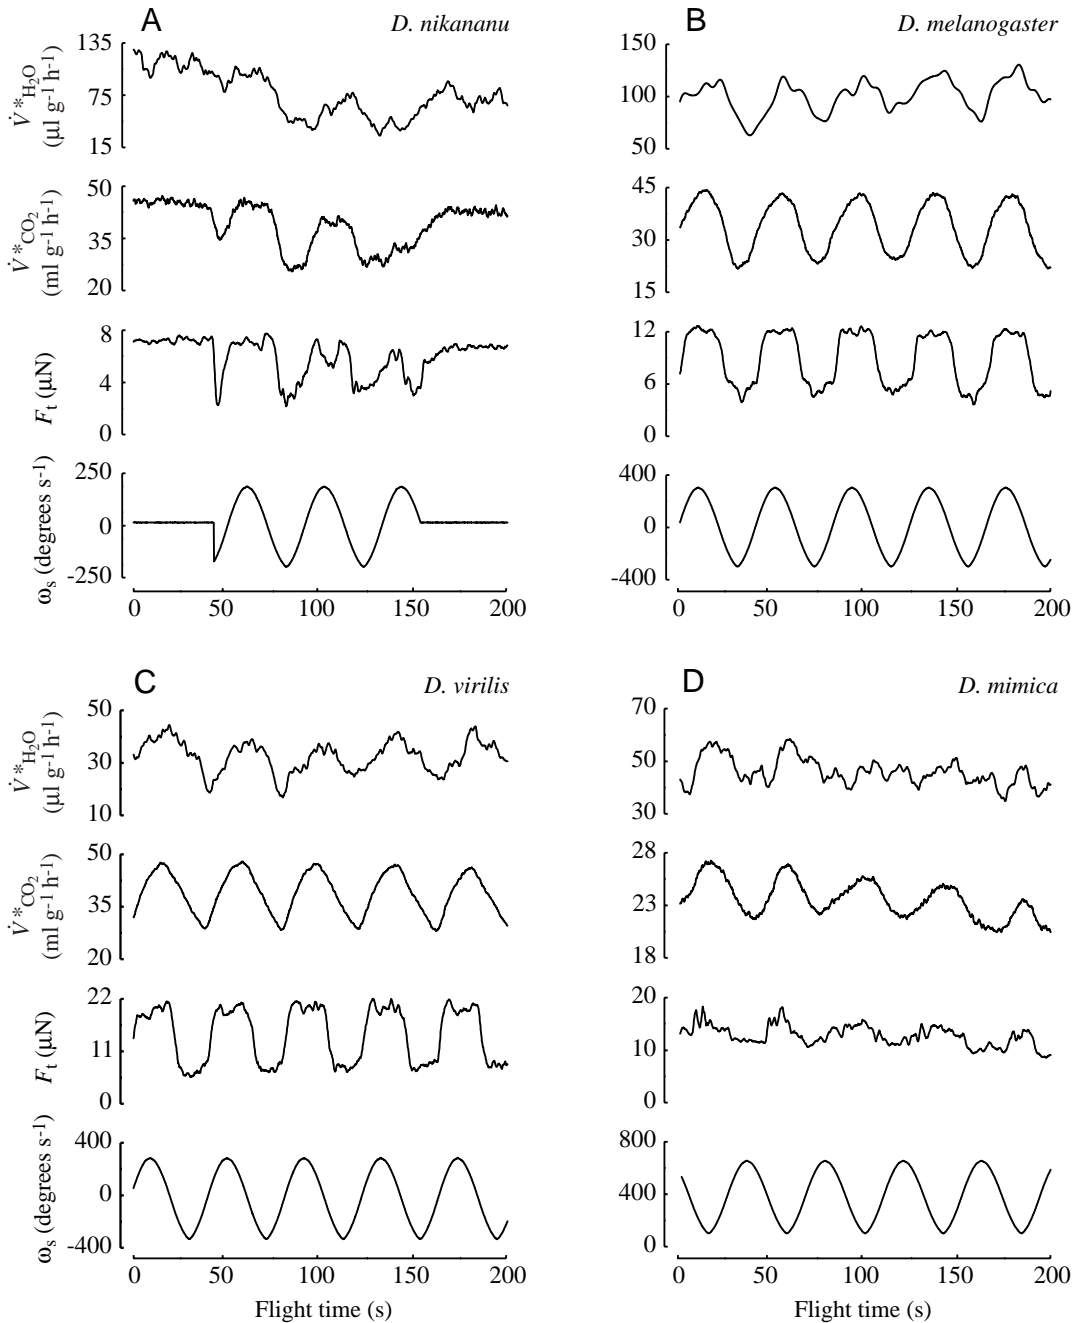 A
D. nikananu
135
75
15
V̇*H2O
(µl g-1 h-1)
50
35
20
V̇*CO2
(ml g-1 h-1)
8
4
0
Ft (µN)
250
0
-250
ωs (degrees s-1)
0 50 100 150 200
B
D. melanogaster
150
100
50
45
30
15
12
6
0
400
0
-400
0 50 100 150 200
C
D. virilis
50
30
10
V̇*H2O
(µl g-1 h-1)
50
35
20
V̇*CO2
(ml g-1 h-1)
22
11
0
Ft (µN)
400
0
-400
ωs (degrees s-1)
0 50 100 150 200
Flight time (s)
D
D. mimica
70
50
30
28
23
18
20
10
0
800
400
0
0 50 100 150 200
Flight time (s)